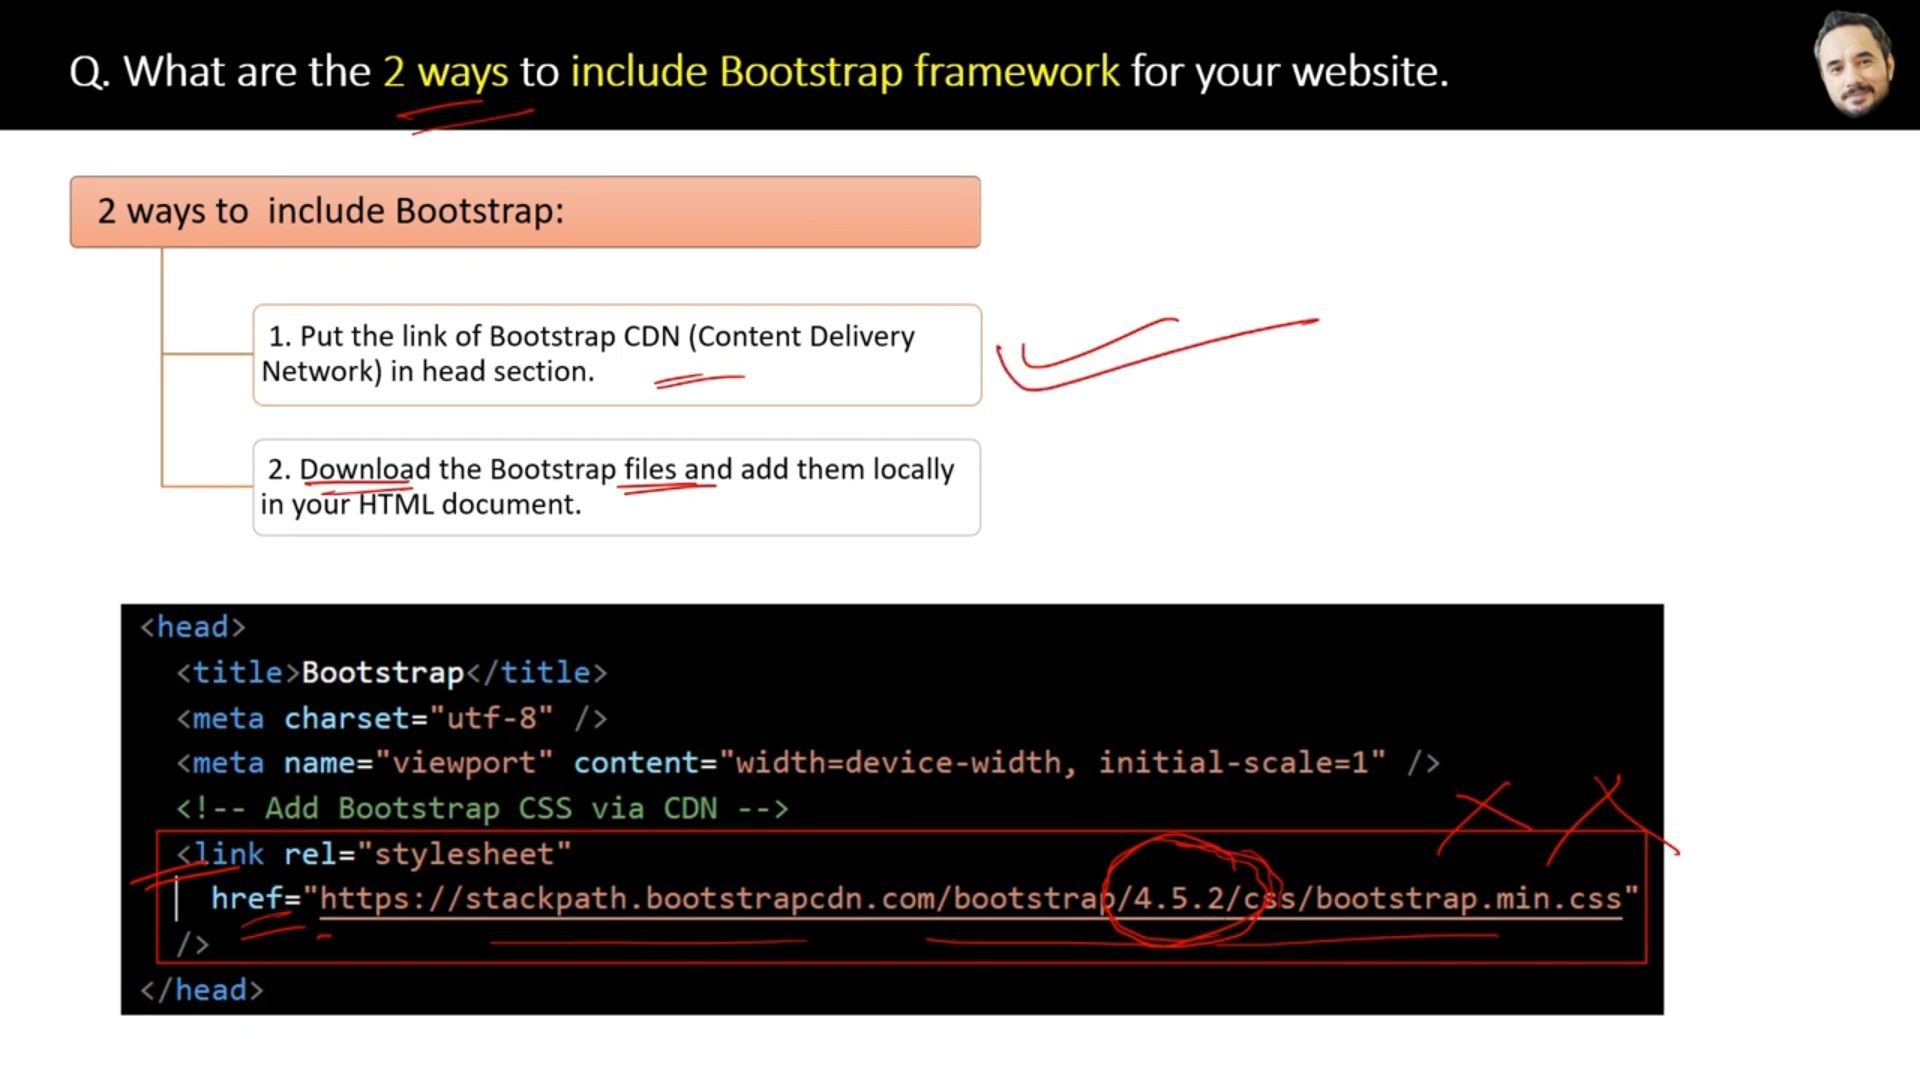 Q. What are the 2 ways to include Bootstrap framework for your website.
2 ways to  include Bootstrap:
1. Put the link of Bootstrap CDN (Content Delivery
Network) in head section.
2. Download the Bootstrap files and add them locally
in your HTML document.
<head>
<title>Bootstrap</title>
<meta charset="utf-8" />
<meta name="viewport" content="width=device-width, initial-scale=1" />
<!-- Add Bootstrap CSS via CDN -->
<link rel="stylesheet"
href="https://stackpath.bootstrapcdn.com/bootstrap/4.5.2/css/bootstrap.min.css"
/>
</head>